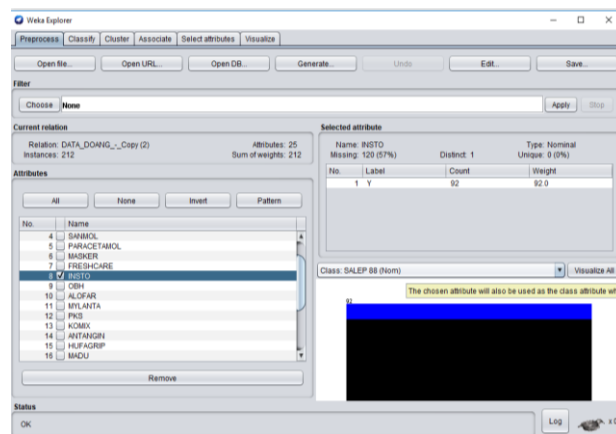 Weka Explorer
Preprocess Classify Cluster Associate Select attributes Visualize
Open file... Open URL... Open DB... Generate... Undo Edit... Save...
Filter
Choose None Apply Stop
Current relation
Relation: DATA_DOANG_-_Copy (2) Attributes: 25
Instances: 212 Sum of weights: 212
Attributes
All None Invert Pattern
No. Name
4 SANMOL
5 PARACETAMOL
6 MASKER
7 FRESHCARE
8 INSTO
9 OBH
10 ALOFAR
11 MYLANTA
12 PKS
13 KOMIX
14 ANTANGIN
15 HUFAGRIP
16 MADU
Remove
Selected attribute
Name: INSTO Type: Nominal
Missing: 120 (57%) Distinct: 1 Unique: 0 (0%)
No. Label Count Weight
1 Y 92 92.0
Class: SALEP 88 (Nom) Visualize All
The chosen attribute will also be used as the class attribute wh
92
Status
OK
Log x 0